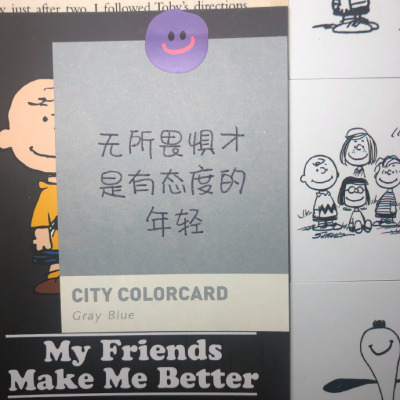 just after two, I followed Toby's directions
无所畏惧才
是有态度的
年轻
CITY COLORCARD
Gray Blue
My Friends
Make Me Better